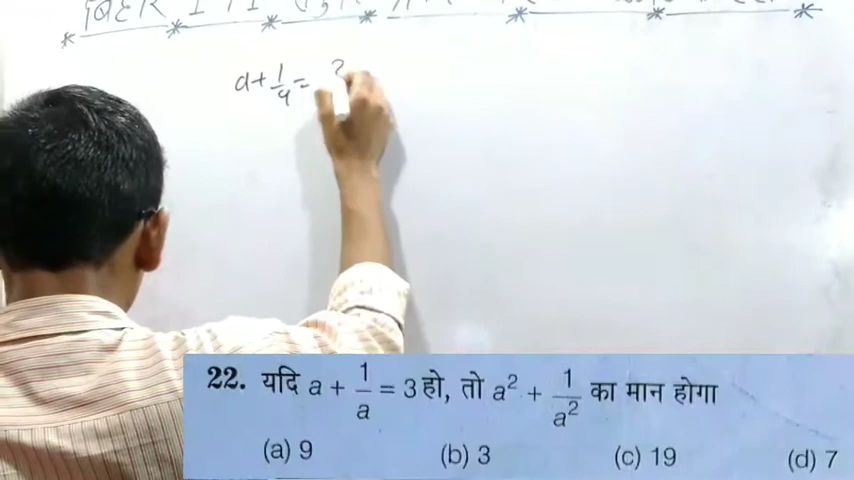 a + 1/a =
22. यदि a + 1/a = 3 हो, तो a² + 1/a² का मान होगा
(a) 9 (b) 3 (c) 19 (d) 7